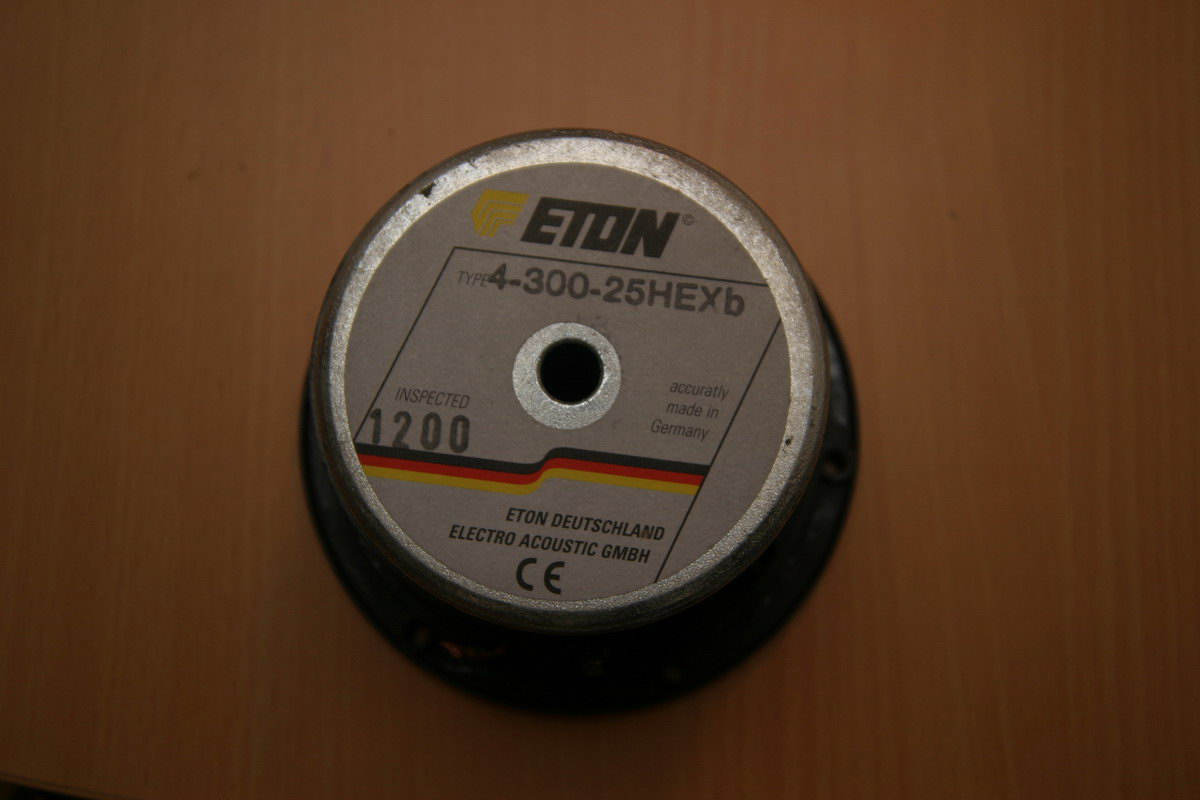 ETON©
TYPE 4-300-25HEXb
accuratly
made in
Germany
INSPECTED
1200
ETON DEUTSCHLAND
ELECTRO ACOUSTIC GMBH
CE